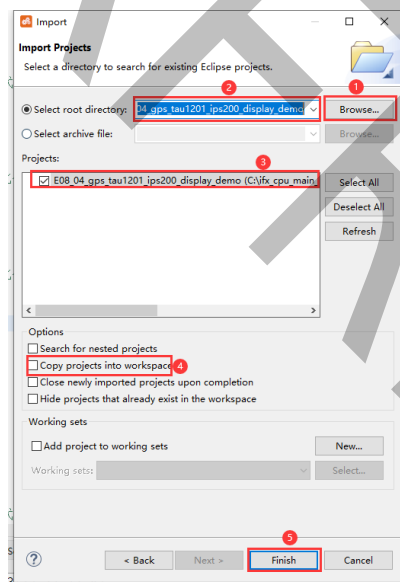 Import
Import Projects
Select a directory to search for existing Eclipse projects.
1
2
Select root directory: 04_gps_tau1201_ips200_display_demo Browse...
Select archive file: Browse...
Projects:
3
E08_04_gps_tau1201_ips200_display_demo (C:\ifx_cpu_main_ Select All
Deselect All
Refresh
Options
Search for nested projects
Copy projects into workspace 4
Close newly imported projects upon completion
Hide projects that already exist in the workspace
Working sets
Add project to working sets New...
Working sets: Select...
5
? < Back Next > Finish Cancel